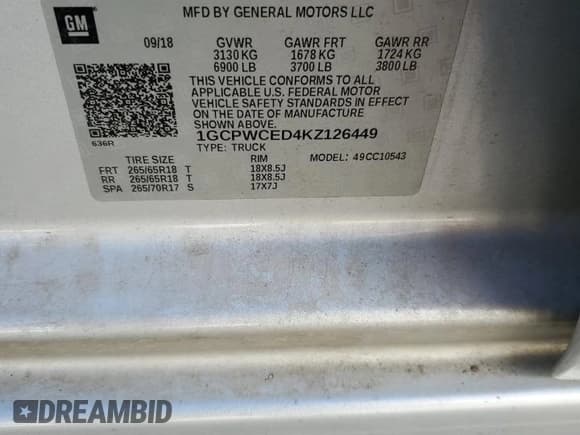 GM
MFD BY GENERAL MOTORS LLC
09/18 GVWR GAWR FRT GAWR RR
3130 KG 1678 KG 1724 KG
6900 LB 3700 LB 3800 LB
THIS VEHICLE CONFORMS TO ALL
APPLICABLE U.S. FEDERAL MOTOR
VEHICLE SAFETY STANDARDS IN EFFECT
ON THE DATE OF MANUFACTURE
SHOWN ABOVE.
1GCPWCED4KZ126449
636R
TYPE: TRUCK MODEL: 49CC10543
TIRE SIZE RIM
FRT 265/65R18 T 18X8.5J
RR 265/65R18 T 18X8.5J
SPA 265/70R17 S 17X7J
DREAMBID